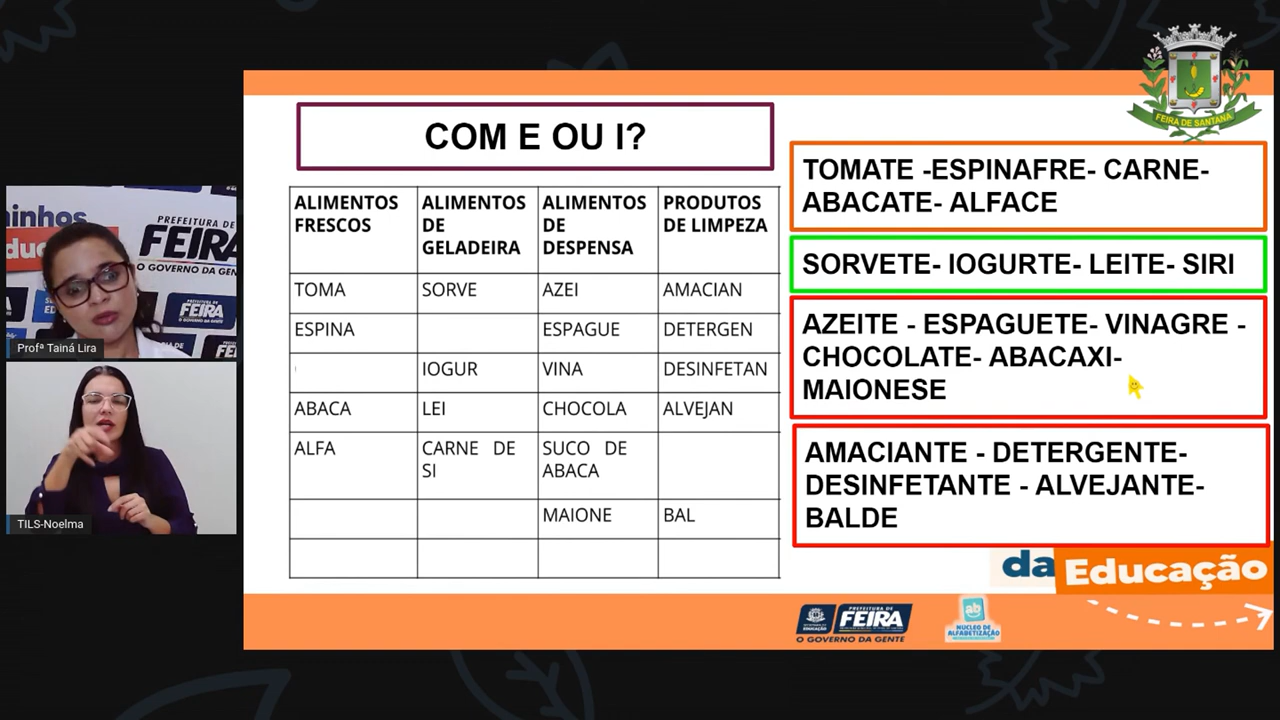 FEIRA DE SANTANA
COM E OU I?
ALIMENTOS FRESCOS
ALIMENTOS DE GELADEIRA
ALIMENTOS DE DESPENSA
PRODUTOS DE LIMPEZA
TOMA
SORVE
AZEI
AMACIAN
ESPINA
ESPAGUE
DETERGEN
IOGUR
VINA
DESINFETAN
ABACA
LEI
CHOCOLA
ALVEJAN
ALFA
CARNE DE SI
SUCO DE ABACA
MAIONE
BAL
TOMATE -ESPINAFRE- CARNE-
ABACATE- ALFACE
SORVETE- IOGURTE- LEITE- SIRI
AZEITE - ESPAGUETE- VINAGRE -
CHOCOLATE- ABACAXI-
MAIONESE
AMACIANTE - DETERGENTE-
DESINFETANTE - ALVEJANTE-
BALDE
da Educação
PREFEITURA DE
FEIRA
O GOVERNO DA GENTE
NÚCLEO DE
ALFABETIZAÇÃO
PREFEITURA DE
FEIRA
O GOVERNO DA GENTE
FEIRA
Profª Tainá Lira
TILS-Noelma